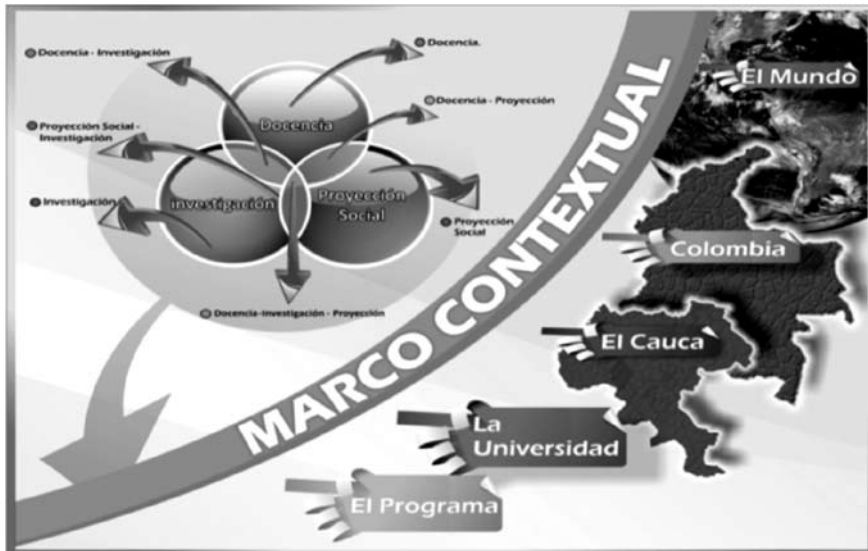 Docencia - Investigación
Docencia.
Docencia - Proyección
Proyección Social -
Investigación
Investigación
Docencia
Investigación
Proyección
Social
Proyección
Social
Docencia-Investigación - Proyección
MARCO CONTEXTUAL
El Mundo
Colombia
El Cauca
La
Universidad
El Programa